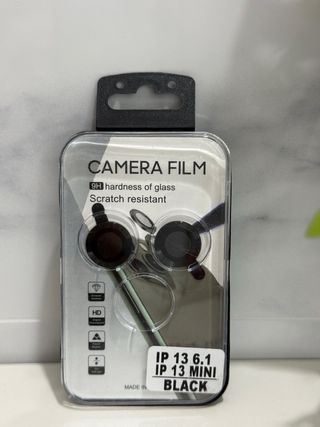 CAMERA FILM
9H hardness of glass
Scratch resistant
HD
MADE IN
IP 13 6.1
IP 13 MINI
BLACK